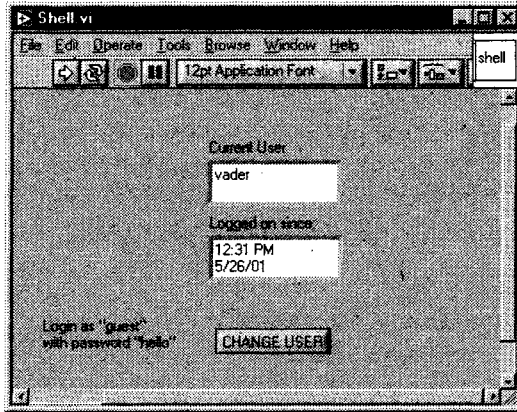 Shell.vi
File Edit Operate Tools Browse Window Help
12pt Application Font
shell
Current User
vader
Logged on since
12:31 PM
5/26/01
Login as "guest"
with password "hello"
CHANGE USER